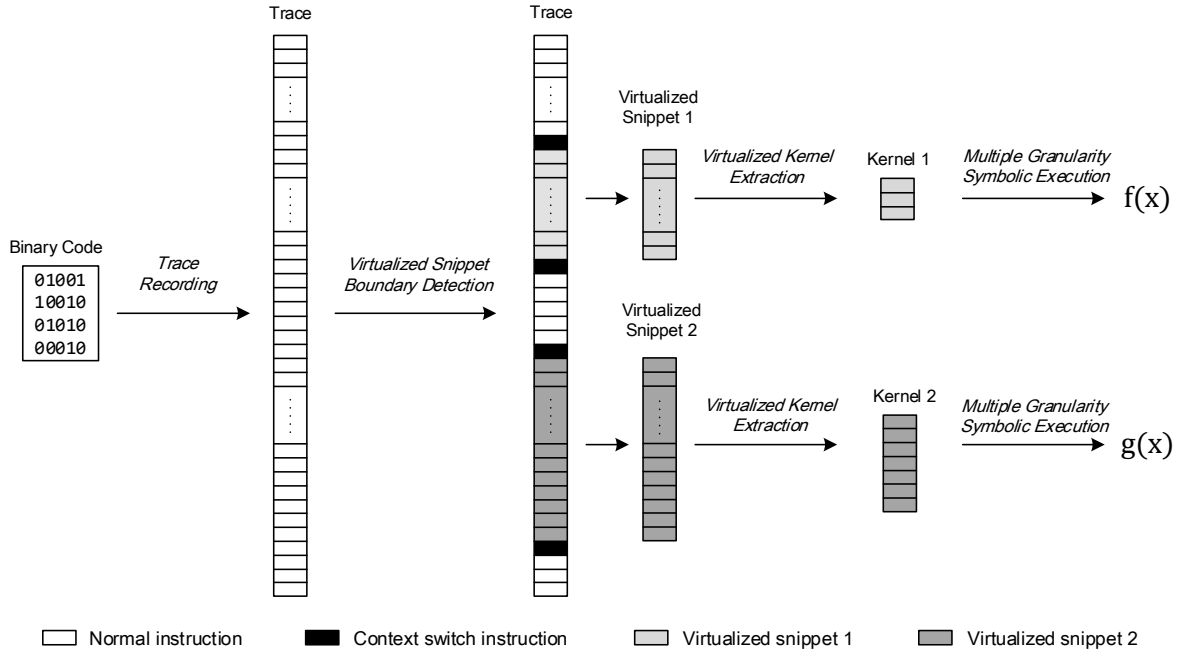 Trace
Trace
Virtualized
Snippet 1
Virtualized Kernel
Extraction
Kernel 1
Multiple Granularity
Symbolic Execution
f(x)
Binary Code
01001
10010
01010
00010
Trace
Recording
Virtualized Snippet
Boundary Detection
Virtualized
Snippet 2
Virtualized Kernel
Extraction
Kernel 2
Multiple Granularity
Symbolic Execution
g(x)
Normal instruction
Context switch instruction
Virtualized snippet 1
Virtualized snippet 2